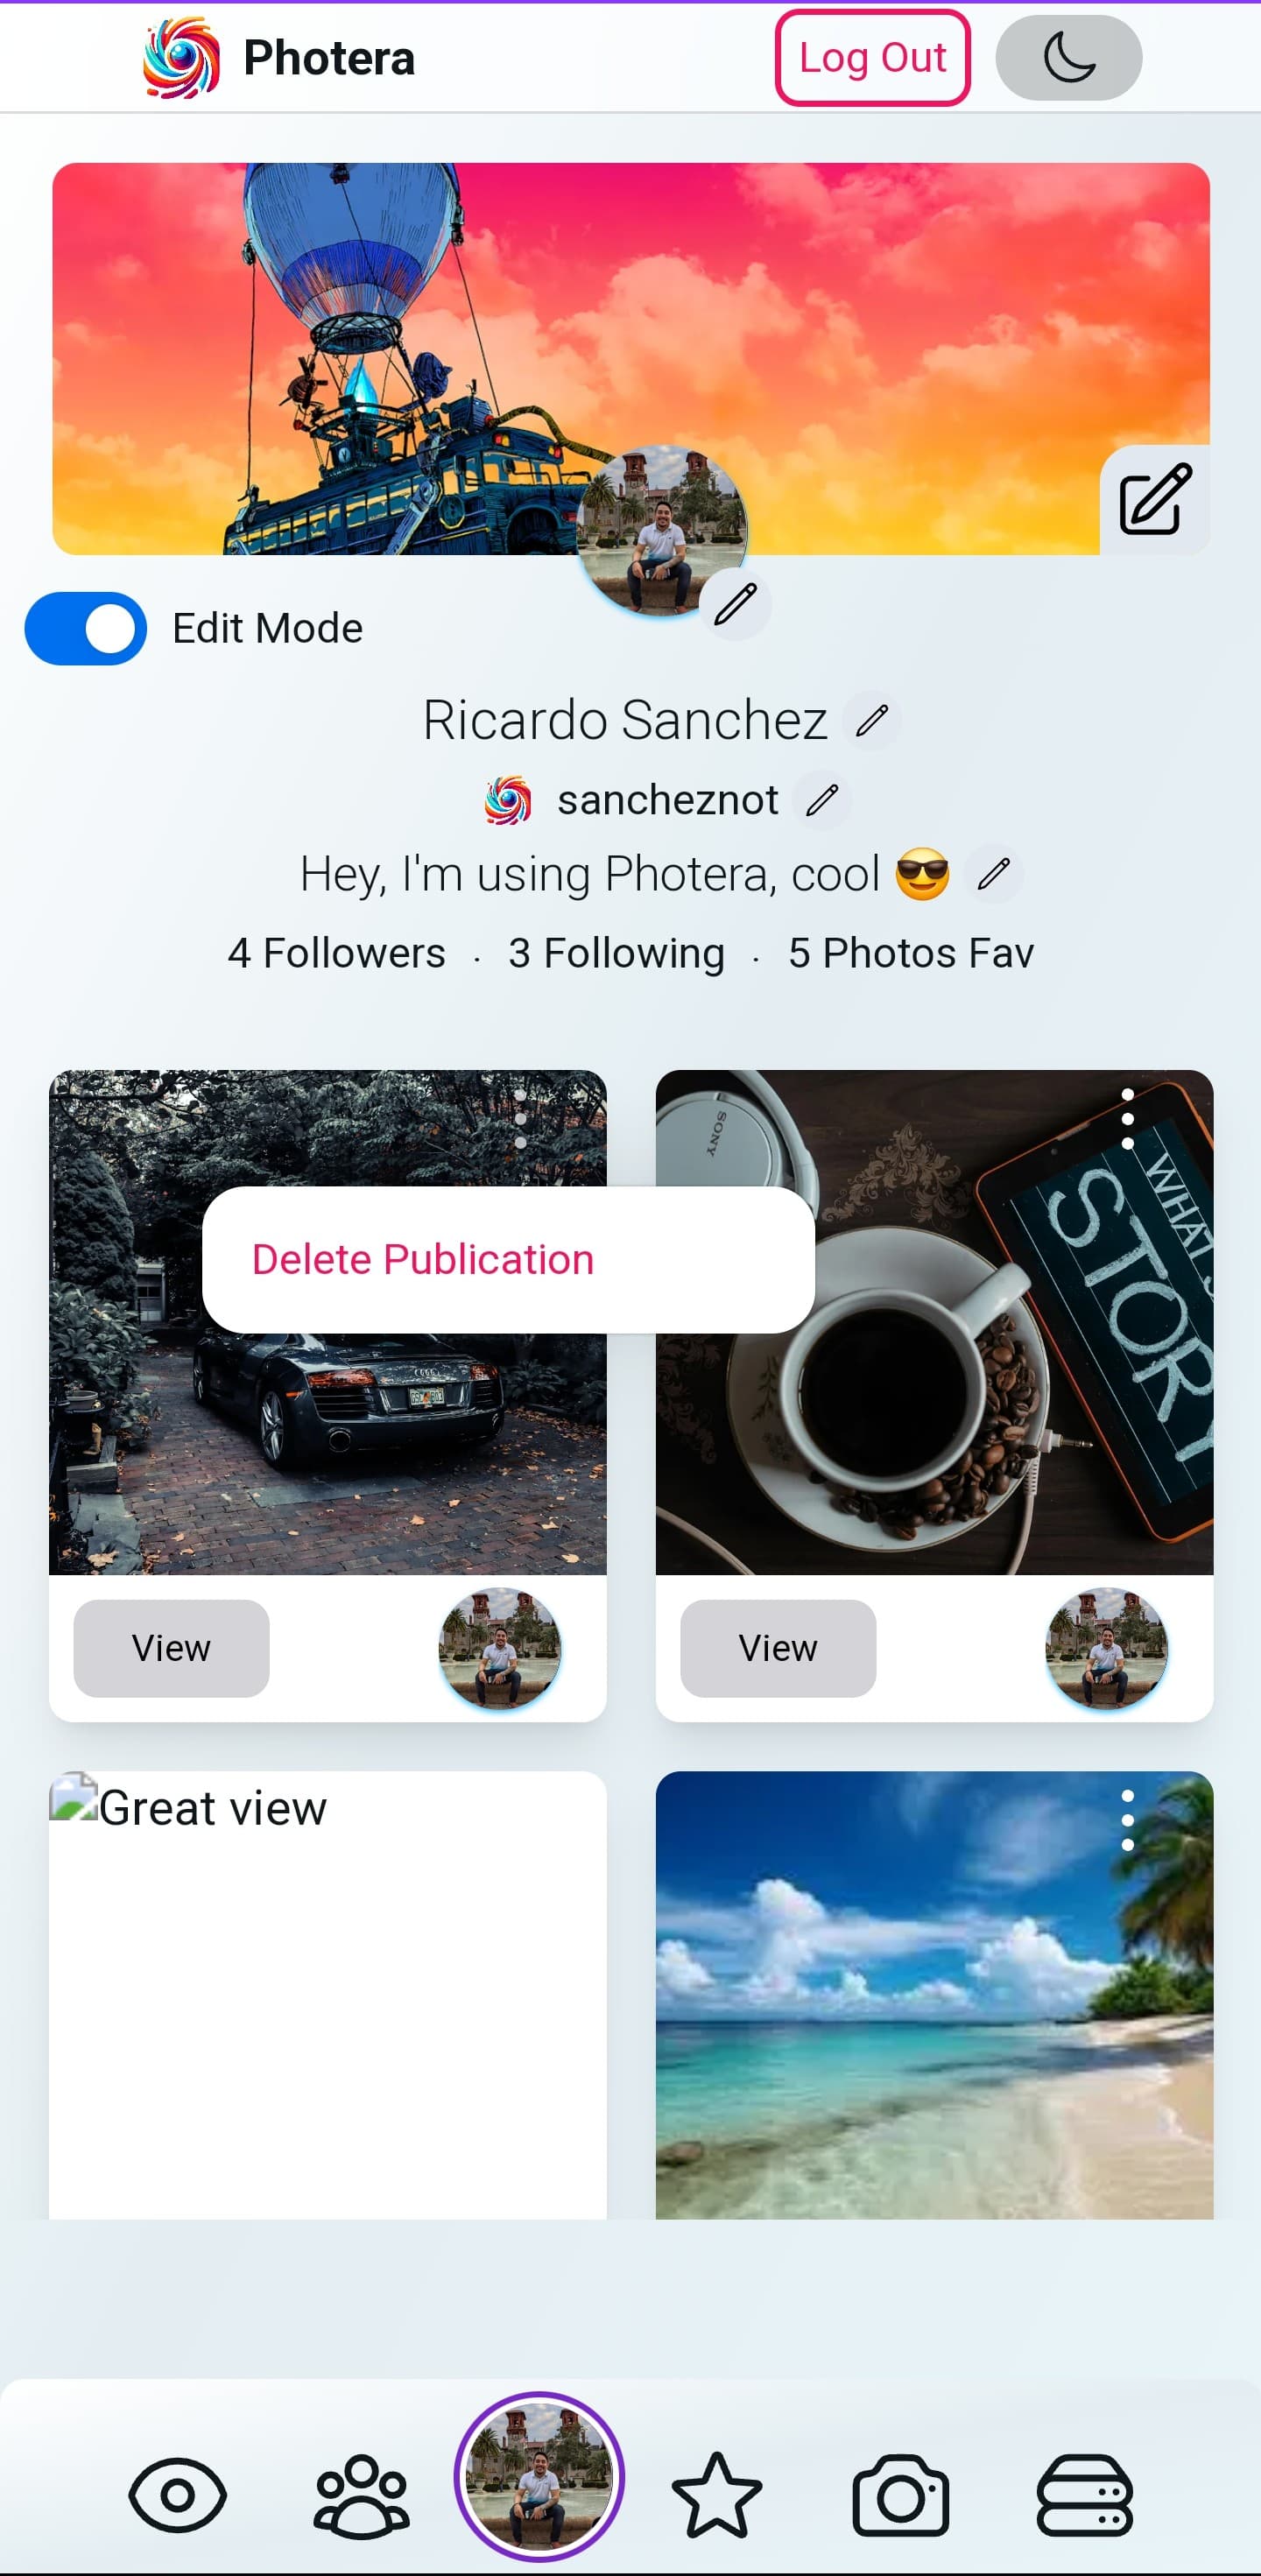 Photera
Log Out
Edit Mode
Ricardo Sanchez
sancheznot
Hey, I'm using Photera, cool 😎
4 Followers · 3 Following · 5 Photos Fav
SONY
WHAT
STORY
Delete Publication
View
View
Great view